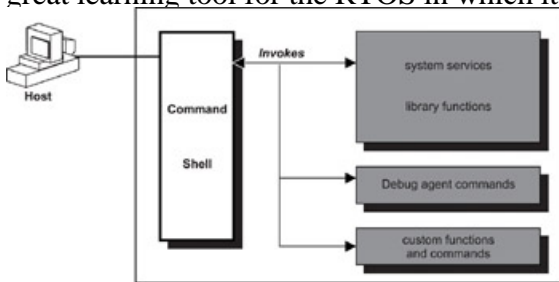 great learning tool for the RTOS in which it
Invokes
system services
library functions
Host
Command
Shell
Debug agent commands
custom functions
and commands